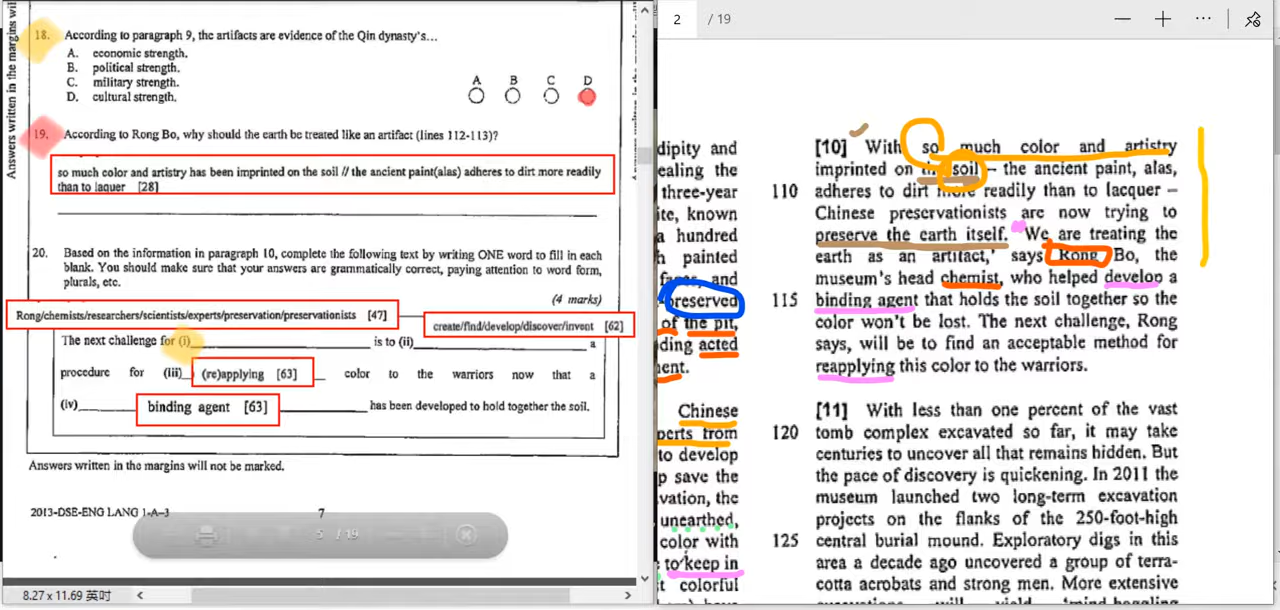 Answers written in the margins wil
18. According to paragraph 9, the artifacts are evidence of the Qin dynasty's…
A. economic strength.
B. political strength.
C. military strength.
D. cultural strength.
A B C D
19. According to Rong Bo, why should the earth be treated like an artifact (lines 112-113)?
so much color and artistry has been imprinted on the soil // the ancient paint(alas) adheres to dirt more readily
than to laquer [28]
20. Based on the information in paragraph 10, complete the following text by writing ONE word to fill in each
blank. You should make sure that your answers are grammatically correct, paying attention to word form,
plurals, etc.
(4 marks)
Rong/chemists/researchers/scientists/experts/preservation/preservationists [47]
create/find/develop/discover/invent [62]
The next challenge for (i) is to (ii) a
procedure for (iii) (re)applying [63] color to the warriors now that a
(iv) binding agent [63] has been developed to hold together the soil.
Answers written in the margins will not be marked.
2013-DSE-ENG LANG 1-A–3
7
5 / 19
8.27 x 11.69 英吋
2 / 19
dipity and
ealing the
three-year
ite, known
a hundred
h painted
faces, and
preserved
of the pit,
ding acted
nent.
Chinese
perts from
to develop
p save the
vation, the
unearthed,
color with
to keep in
t colorful
[10] With so much color and artistry
imprinted on the soil – the ancient paint, alas,
110 adheres to dirt more readily than to lacquer –
Chinese preservationists are now trying to
preserve the earth itself. 'We are treating the
earth as an artifact,' says Rong Bo, the
museum's head chemist, who helped develop a
115 binding agent that holds the soil together so the
color won't be lost. The next challenge, Rong
says, will be to find an acceptable method for
reapplying this color to the warriors.
[11] With less than one percent of the vast
120 tomb complex excavated so far, it may take
centuries to uncover all that remains hidden. But
the pace of discovery is quickening. In 2011 the
museum launched two long-term excavation
projects on the flanks of the 250-foot-high
125 central burial mound. Exploratory digs in this
area a decade ago uncovered a group of terra-
cotta acrobats and strong men. More extensive